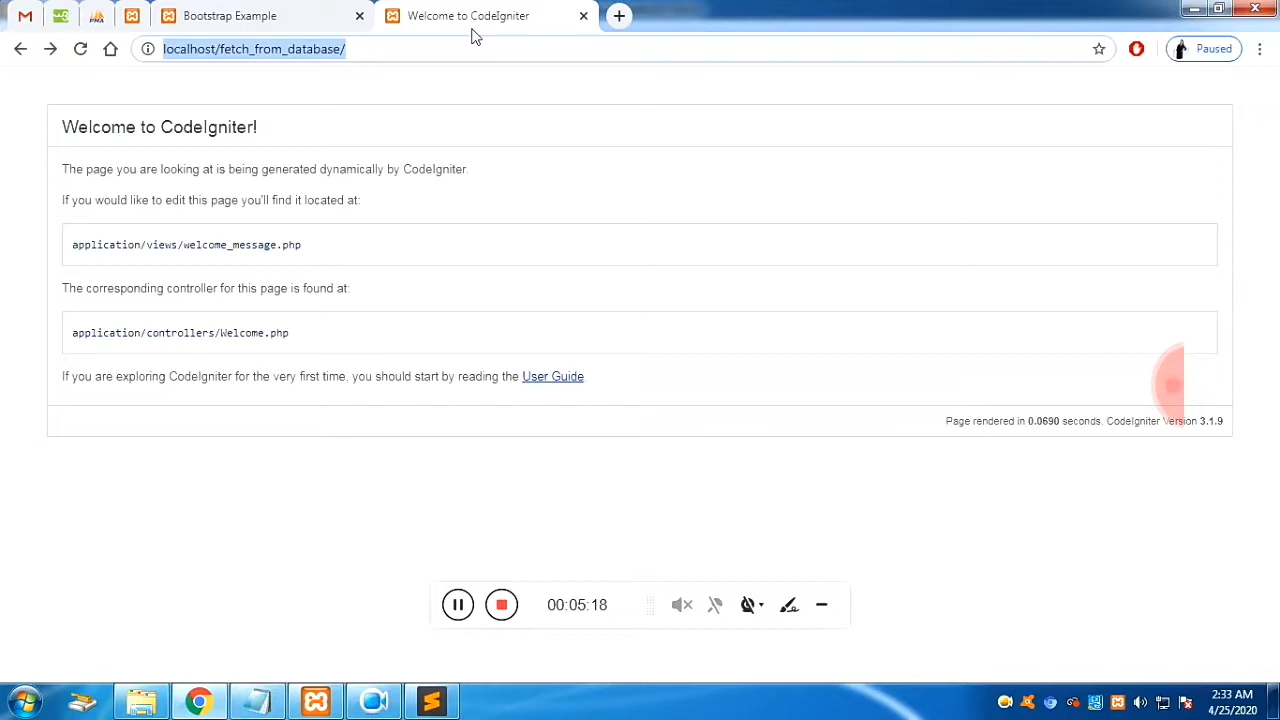 Bootstrap Example
Welcome to CodeIgniter
localhost/fetch_from_database/
Paused
Welcome to CodeIgniter!
The page you are looking at is being generated dynamically by CodeIgniter.
If you would like to edit this page you'll find it located at:
application/views/welcome_message.php
The corresponding controller for this page is found at:
application/controllers/Welcome.php
If you are exploring CodeIgniter for the very first time, you should start by reading the User Guide.
Page rendered in 0.0690 seconds. CodeIgniter Version 3.1.9
00:05:18
2:33 AM
4/25/2020